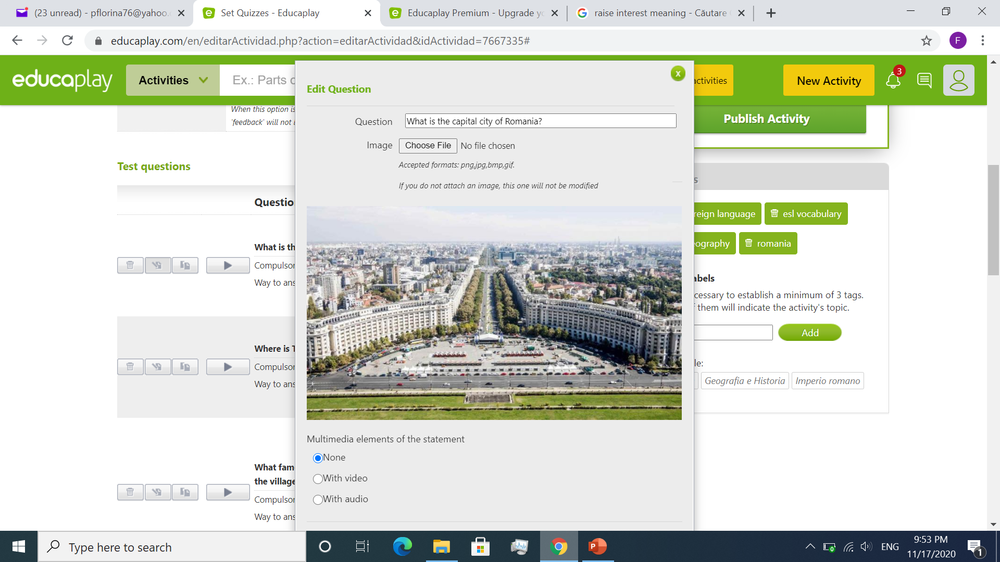 (23 unread) - pflorina76@yahoo.
Set Quizzes - Educaplay
Educaplay Premium - Upgrade yo
raise interest meaning - Căutare
educaplay.com/en/editarActividad.php?action=editarActividad&idActividad=7667335#
F
educaplay
Activities
Ex.: Parts o
activities
New Activity
3
x
Edit Question
When this option is
'feedback' will not
Publish Activity
Question
What is the capital city of Romania?
Image
Choose File
No file chosen
Accepted formats: png,jpg,bmp,gif.
If you do not attach an image, this one will not be modified
Test questions
Questio
What is th
Compulsor
Way to ans
Where is T
Compulsor
Way to ans
What fam
the village
Compulsor
Way to ans
s
reign language
esl vocabulary
ography
romania
abels
cessary to establish a minimum of 3 tags.
f them will indicate the activity's topic.
Add
le:
Geografia e Historia
Imperio romano
Multimedia elements of the statement
None
With video
With audio
Type here to search
P
ENG
9:53 PM
11/17/2020
1